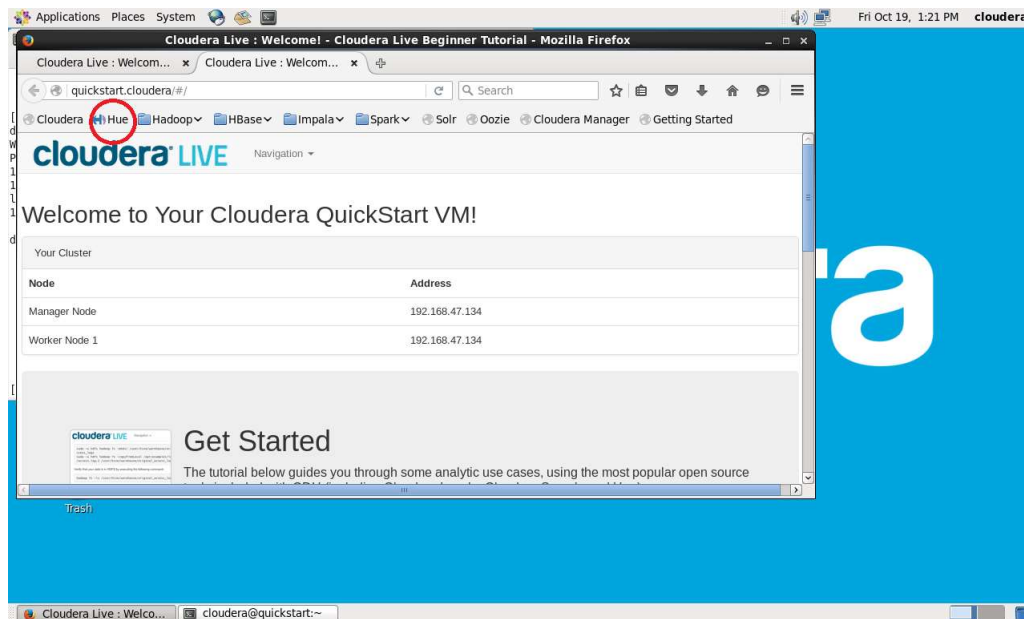 Applications Places System Fri Oct 19, 1:21 PM cloudera
Cloudera Live : Welcome! - Cloudera Live Beginner Tutorial - Mozilla Firefox
Cloudera Live : Welcom... Cloudera Live : Welcom...
quickstart.cloudera/#/ Search
Cloudera Hue Hadoop HBase Impala Spark Solr Oozie Cloudera Manager Getting Started
cloudera LIVE Navigation
Welcome to Your Cloudera QuickStart VM!
Your Cluster
Node Address
Manager Node 192.168.47.134
Worker Node 1 192.168.47.134
cloudera LIVE
Get Started
The tutorial below guides you through some analytic use cases, using the most popular open source
Trash
Cloudera Live : Welco... cloudera@quickstart:~